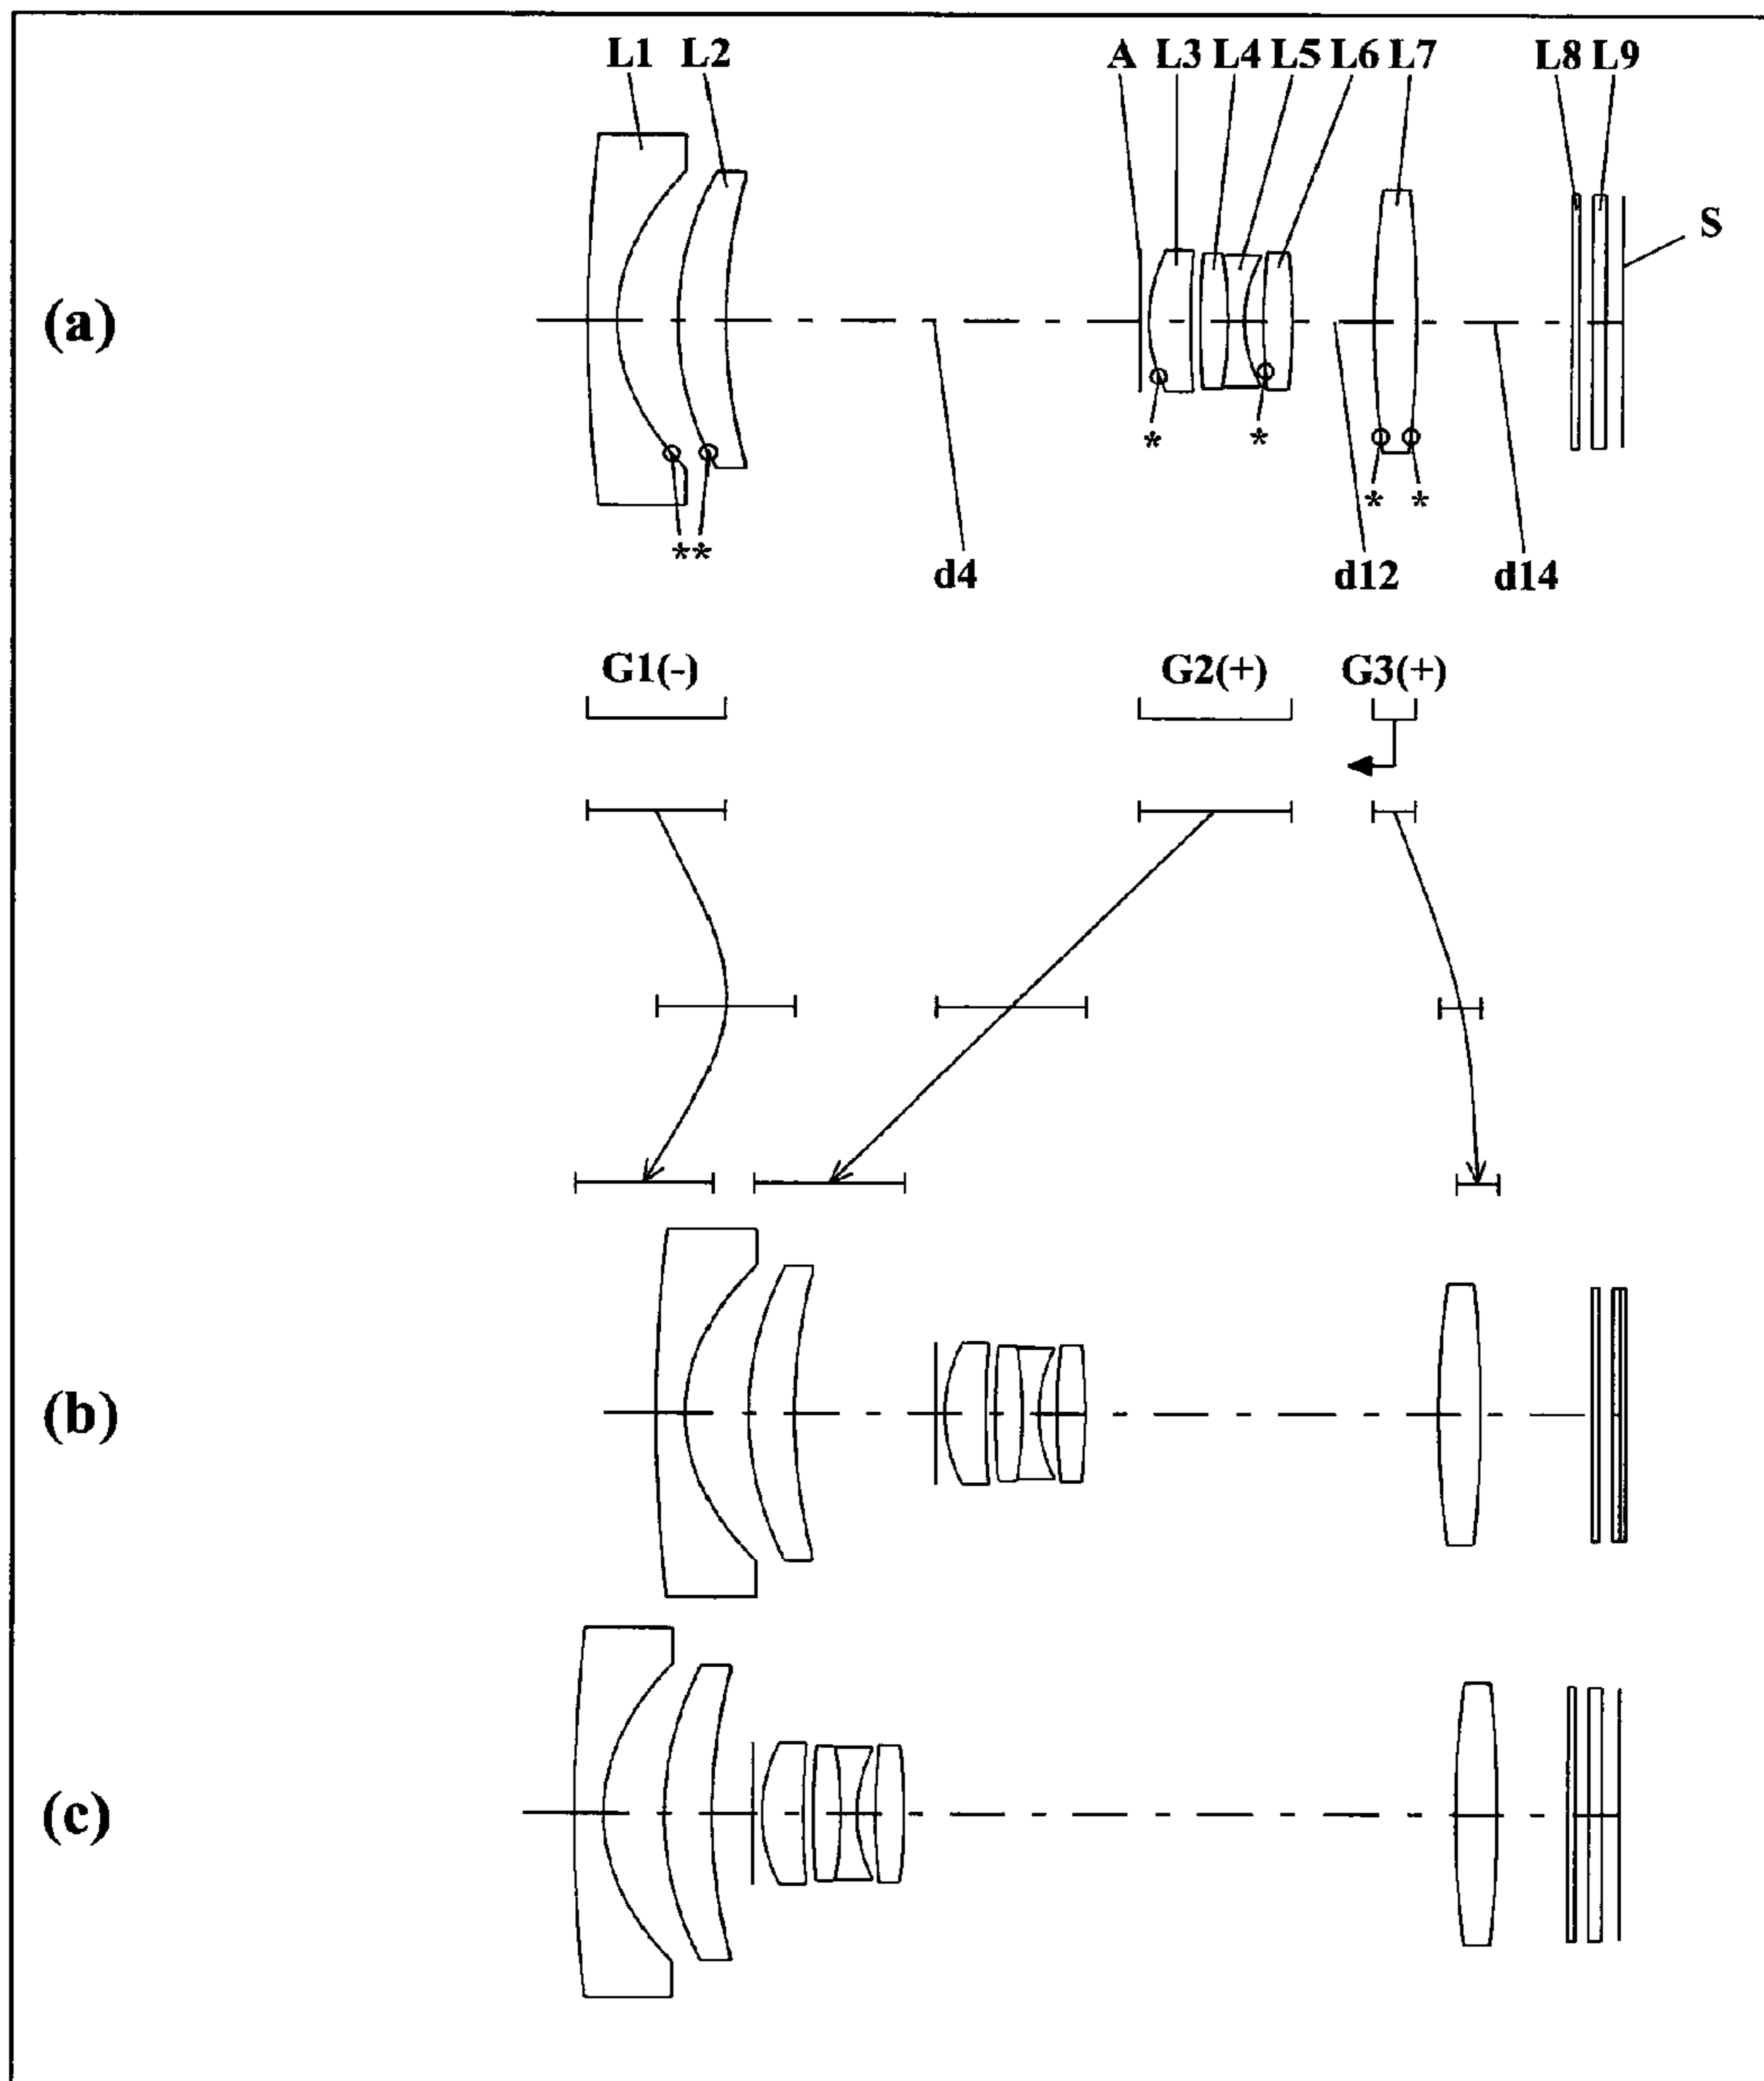 L1 L2 A L3 L4 L5 L6 L7 L8 L9
S
(a)
* * 
* *
**
d4 d12 d14
G1(-) G2(+) G3(+)
(b)
(c)